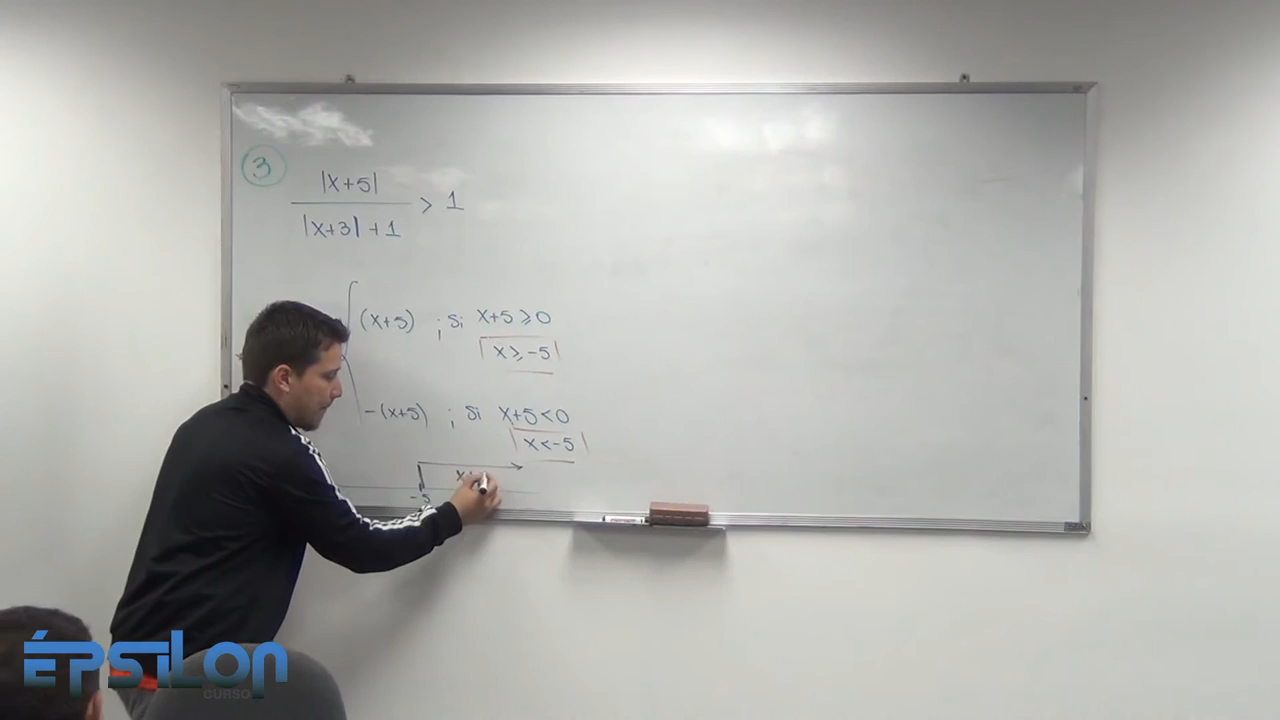 3
|x+5|
|x+3| + 1
> 1
(x+5) ; Si x+5 ≥ 0
x ≥ -5
-(x+5) ; Si x+5 < 0
x < -5
-5
ÉPSILON
CURSO